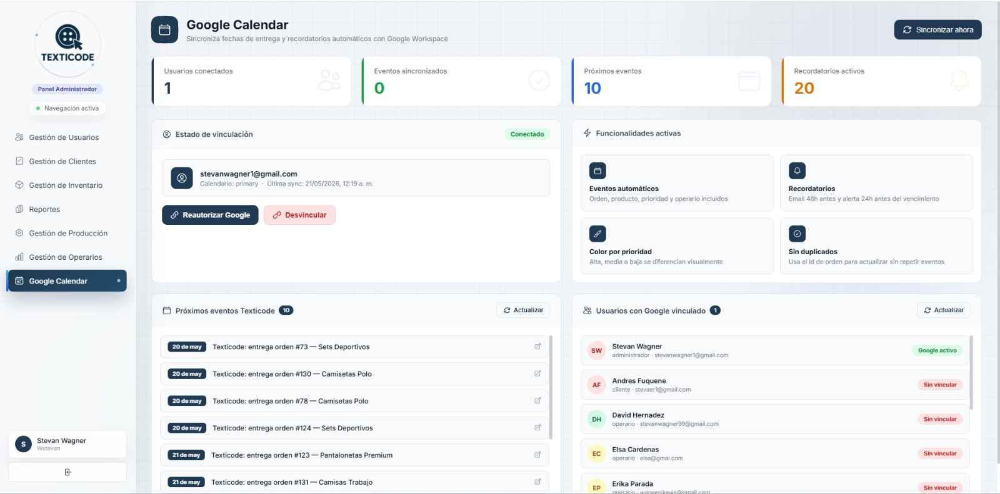 TEXTICODE
Panel Administrador
Navegación activa
Gestión de Usuarios
Gestión de Clientes
Gestión de Inventario
Reportes
Gestión de Producción
Gestión de Operarios
Google Calendar
S
Stevan Wagner
Wstevan
Google Calendar
Sincroniza fechas de entrega y recordatorios automáticos con Google Workspace
Sincronizar ahora
Usuarios conectados
1
Eventos sincronizados
0
Próximos eventos
10
Recordatorios activos
20
Estado de vinculación
Conectado
stevanwagner1@gmail.com
Calendario: primary · Última sync: 21/05/2026, 12:19 a. m.
Reautorizar Google
Desvincular
Funcionalidades activas
Eventos automáticos
Orden, producto, prioridad y operario incluidos
Recordatorios
Email 48h antes y alerta 24h antes del vencimiento
Color por prioridad
Alta, media o baja se diferencian visualmente
Sin duplicados
Usa el Id de orden para actualizar sin repetir eventos
Próximos eventos Texticode 10
Actualizar
20 de may Texticode: entrega orden #73 — Sets Deportivos
20 de may Texticode: entrega orden #130 — Camisetas Polo
20 de may Texticode: entrega orden #78 — Camisetas Polo
20 de may Texticode: entrega orden #124 — Sets Deportivos
21 de may Texticode: entrega orden #123 — Pantalonetas Premium
21 de may Texticode: entrega orden #131 — Camisas Trabajo
Usuarios con Google vinculado 1
Actualizar
SW
Stevan Wagner
administrador · stevanwagner1@gmail.com
Google activo
AF
Andres Fuquene
cliente · stevaer1@gmail.com
Sin vincular
DH
David Hernadez
operario · stevanwagner99@gmail.com
Sin vincular
EC
Elsa Cardenas
operario · elsa@gmai.com
Sin vincular
EP
Erika Parada
operario · wagnerrkevin@gmail.com
Sin vincular